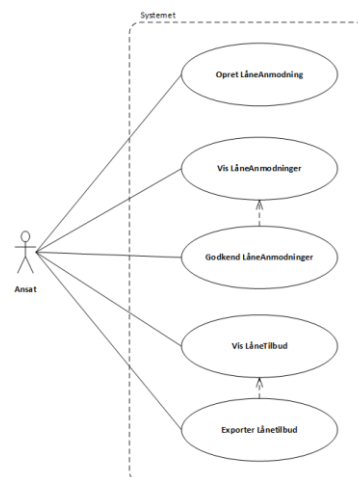 Systemet
Opret LåneAnmodning
Vis LåneAnmodninger
Godkend LåneAnmodninger
Ansat
Vis LåneTilbud
Exporter Lånetilbud